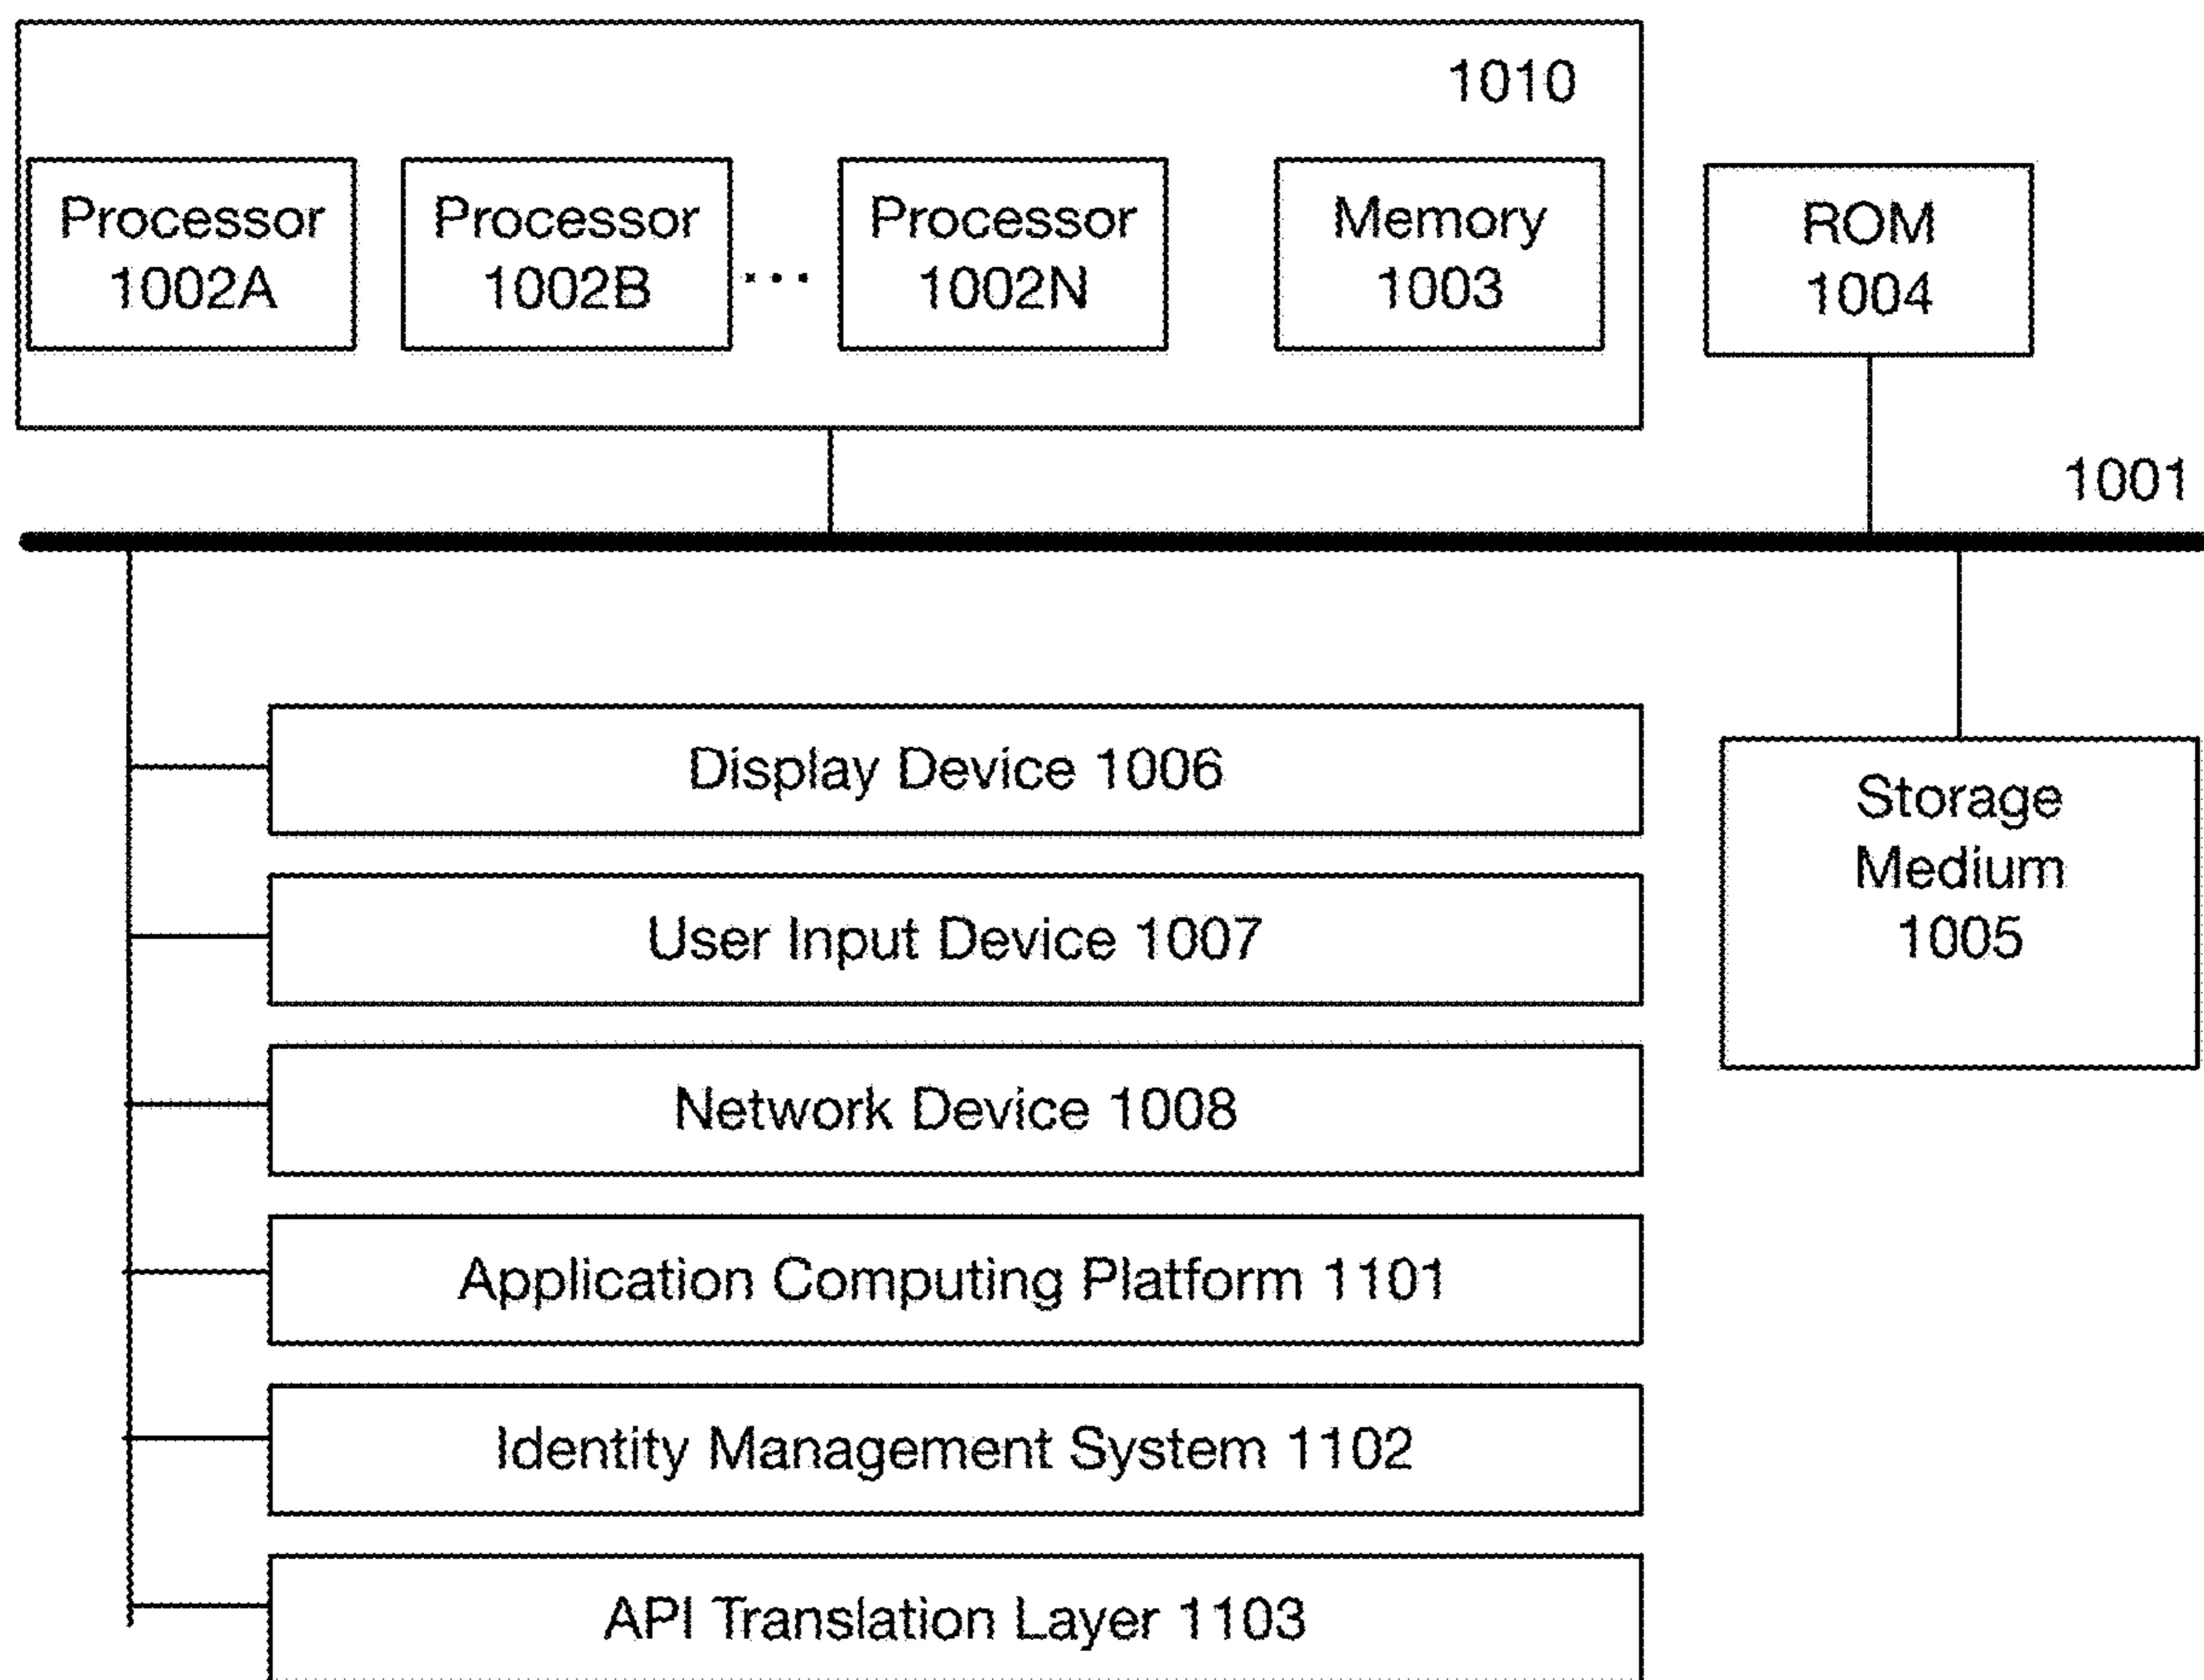 1010
Processor
1002A
Processor
1002B
...
Processor
1002N
Memory
1003
ROM
1004
1001
Display Device 1006
User Input Device 1007
Network Device 1008
Application Computing Platform 1101
Identity Management System 1102
API Translation Layer 1103
Storage
Medium
1005